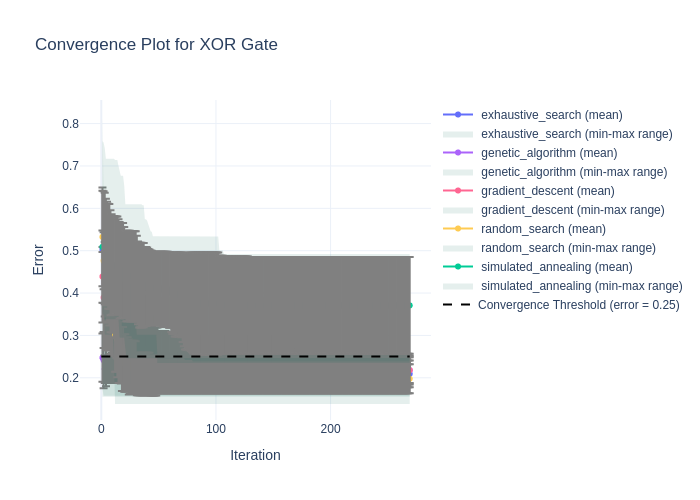 Convergence Plot for XOR Gate
0.8
0.7
0.6
0.5
0.4
0.3
0.2
Error
0
100
200
Iteration
exhaustive_search (mean)
exhaustive_search (min-max range)
genetic_algorithm (mean)
genetic_algorithm (min-max range)
gradient_descent (mean)
gradient_descent (min-max range)
random_search (mean)
random_search (min-max range)
simulated_annealing (mean)
simulated_annealing (min-max range)
Convergence Threshold (error = 0.25)